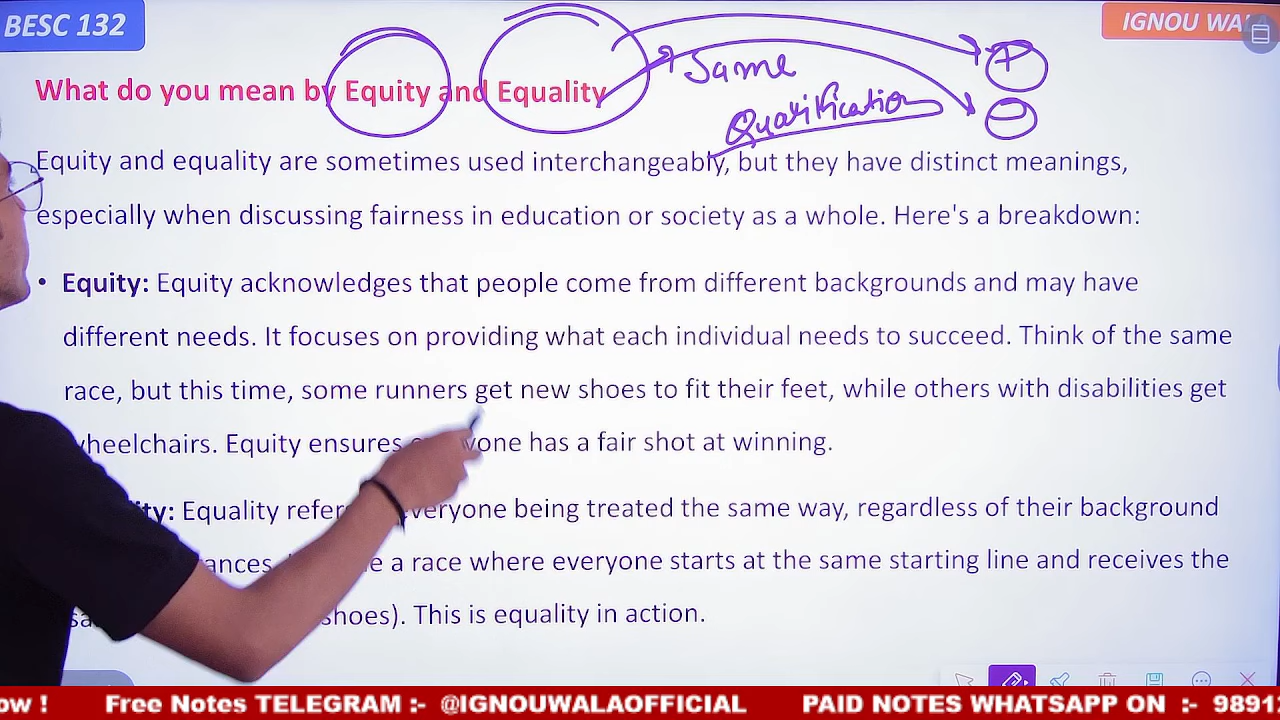 BESC 132
IGNOU WA
What do you mean by Equity and Equality
Same
Qualification
Equity and equality are sometimes used interchangeably, but they have distinct meanings,
especially when discussing fairness in education or society as a whole. Here's a breakdown:
• Equity: Equity acknowledges that people come from different backgrounds and may have
different needs. It focuses on providing what each individual needs to succeed. Think of the same
race, but this time, some runners get new shoes to fit their feet, while others with disabilities get
wheelchairs. Equity ensures yone has a fair shot at winning.
ity: Equality refer veryone being treated the same way, regardless of their background
ances. e a race where everyone starts at the same starting line and receives the
sa shoes). This is equality in action.
ow ! Free Notes TELEGRAM :- @IGNOUWALAOFFICIAL PAID NOTES WHATSAPP ON :- 9891